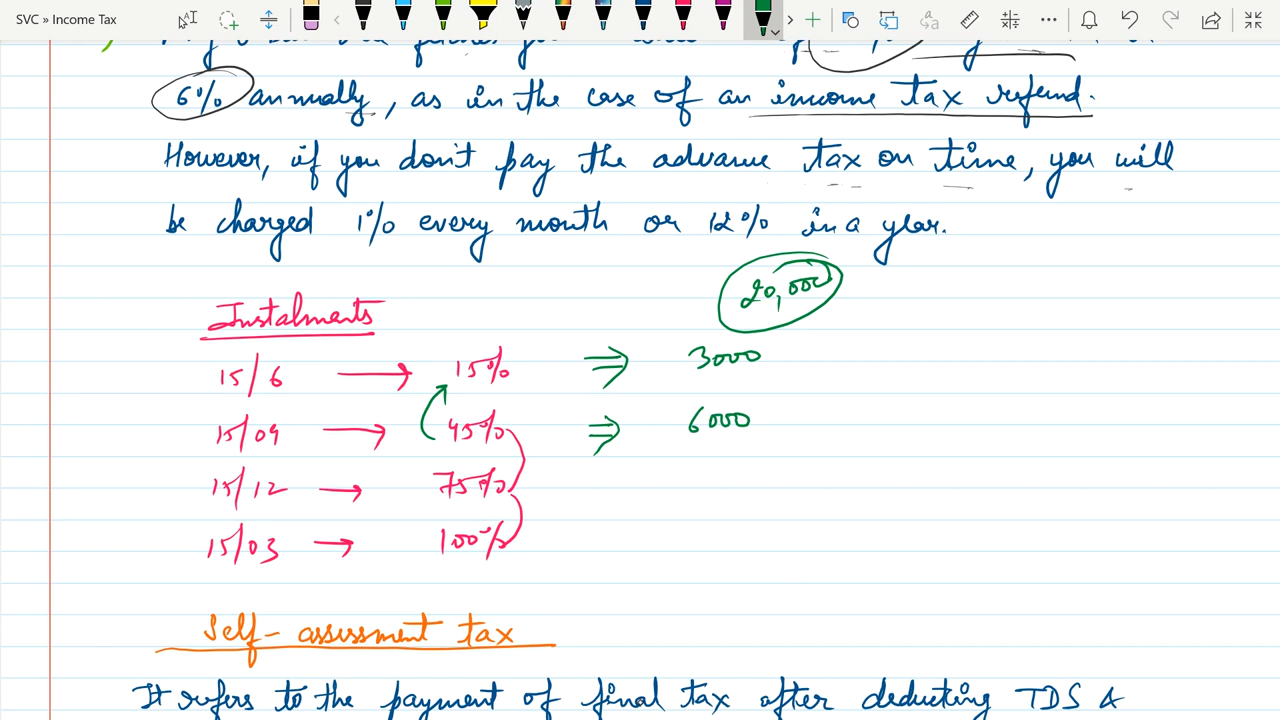 SVC » Income Tax
6% annually, as in the case of an income tax refund.
However, if you don't pay the advance tax on time, you will
be charged 1% every month or 12% in a year.
20,000
Instalments
15/6 → 15% ⇒ 3000
15/09 → 45% ⇒ 6000
15/12 → 75%
15/03 → 100%
Self-assessment tax
It refers to the payment of final tax after deducting TDS &